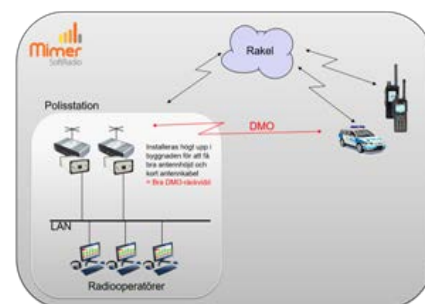 Mimer
SoftRadio
Rakel
Polisstation
DMO
Installeras högt upp i
byggnaden för att få
bra antennhöjd och
kort antennkabel
= Bra DMO-räckvidd
LAN
Radiooperatörer